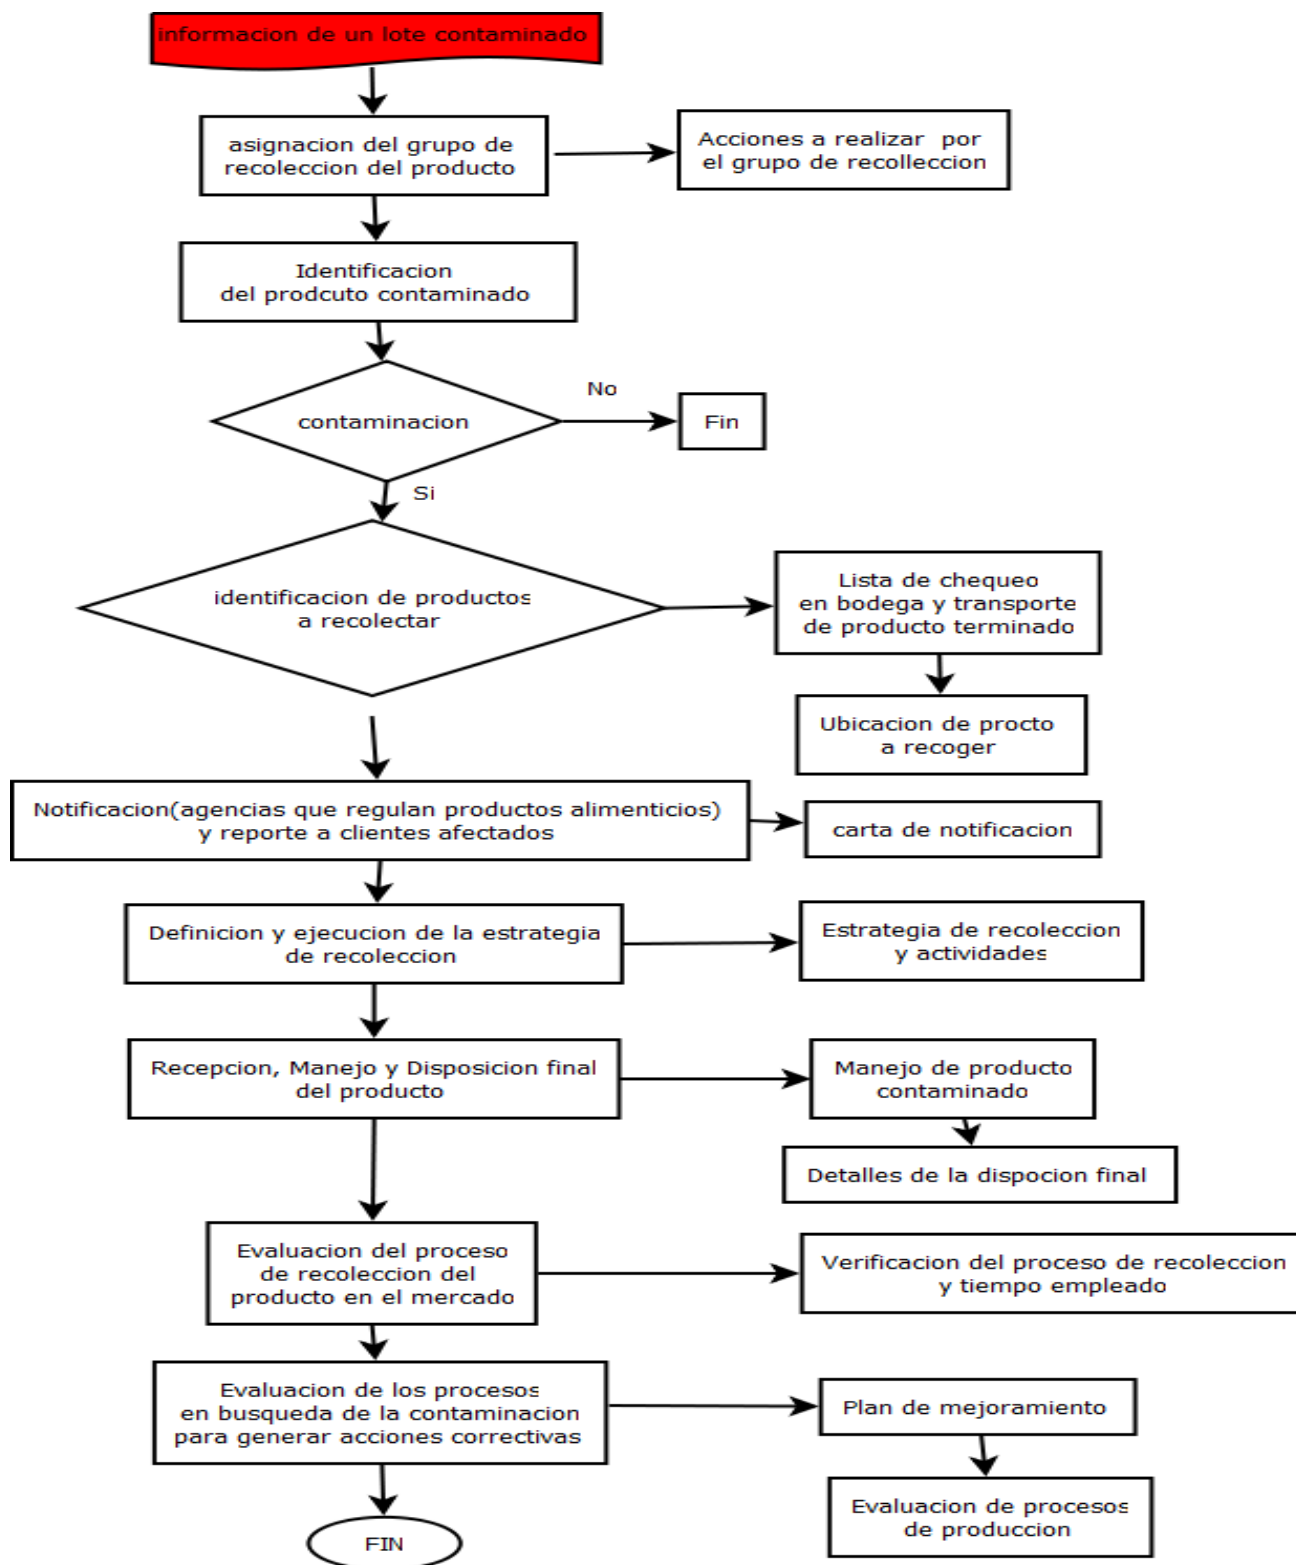 informacion de un lote contaminado
asignacion del grupo de
recoleccion del producto
Acciones a realizar por
el grupo de recolleccion
Identificacion
del prodcuto contaminado
contaminacion
No
Fin
Si
identificacion de productos
a recolectar
Lista de chequeo
en bodega y transporte
de producto terminado
Ubicacion de procto
a recoger
Notificacion(agencias que regulan productos alimenticios)
y reporte a clientes afectados
carta de notificacion
Definicion y ejecucion de la estrategia
de recoleccion
Estrategia de recoleccion
y actividades
Recepcion, Manejo y Disposicion final
del producto
Manejo de producto
contaminado
Detalles de la dispocion final
Evaluacion del proceso
de recoleccion del
producto en el mercado
Verificacion del proceso de recoleccion
y tiempo empleado
Evaluacion de los procesos
en busqueda de la contaminacion
para generar acciones correctivas
Plan de mejoramiento
Evaluacion de procesos
de produccion
FIN